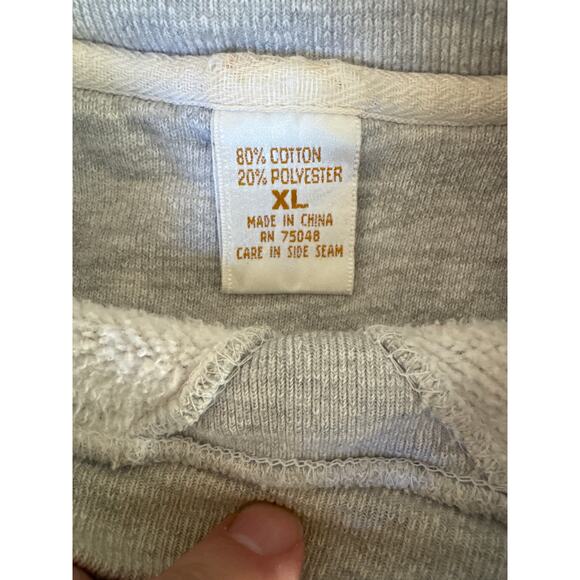 80% COTTON
20% POLYESTER
XL
MADE IN CHINA
RN 75048
CARE IN SIDE SEAM